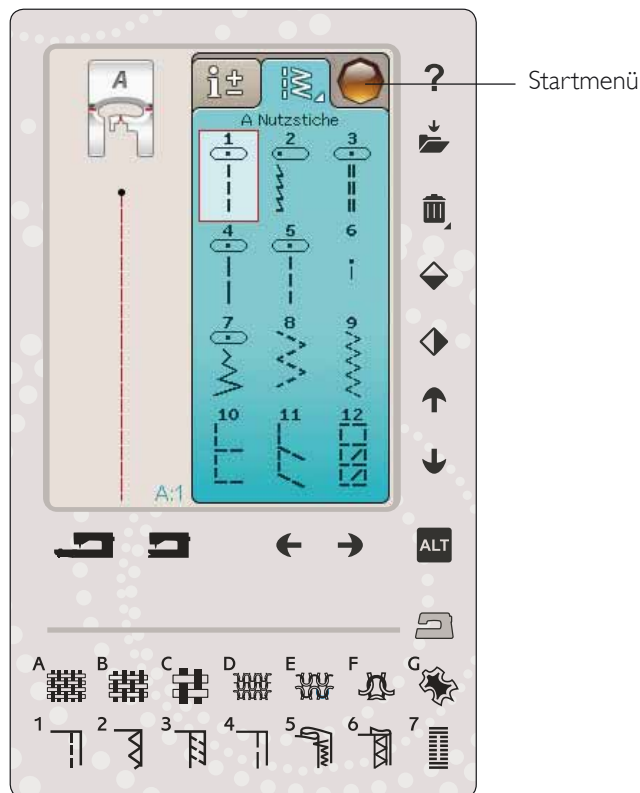 A
i±
?
Startmenü
A Nutzstiche
1 2 3
4 5 6
7 8 9
10 11 12
A:1
ALT
A B C D E F G
1 2 3 4 5 6 7